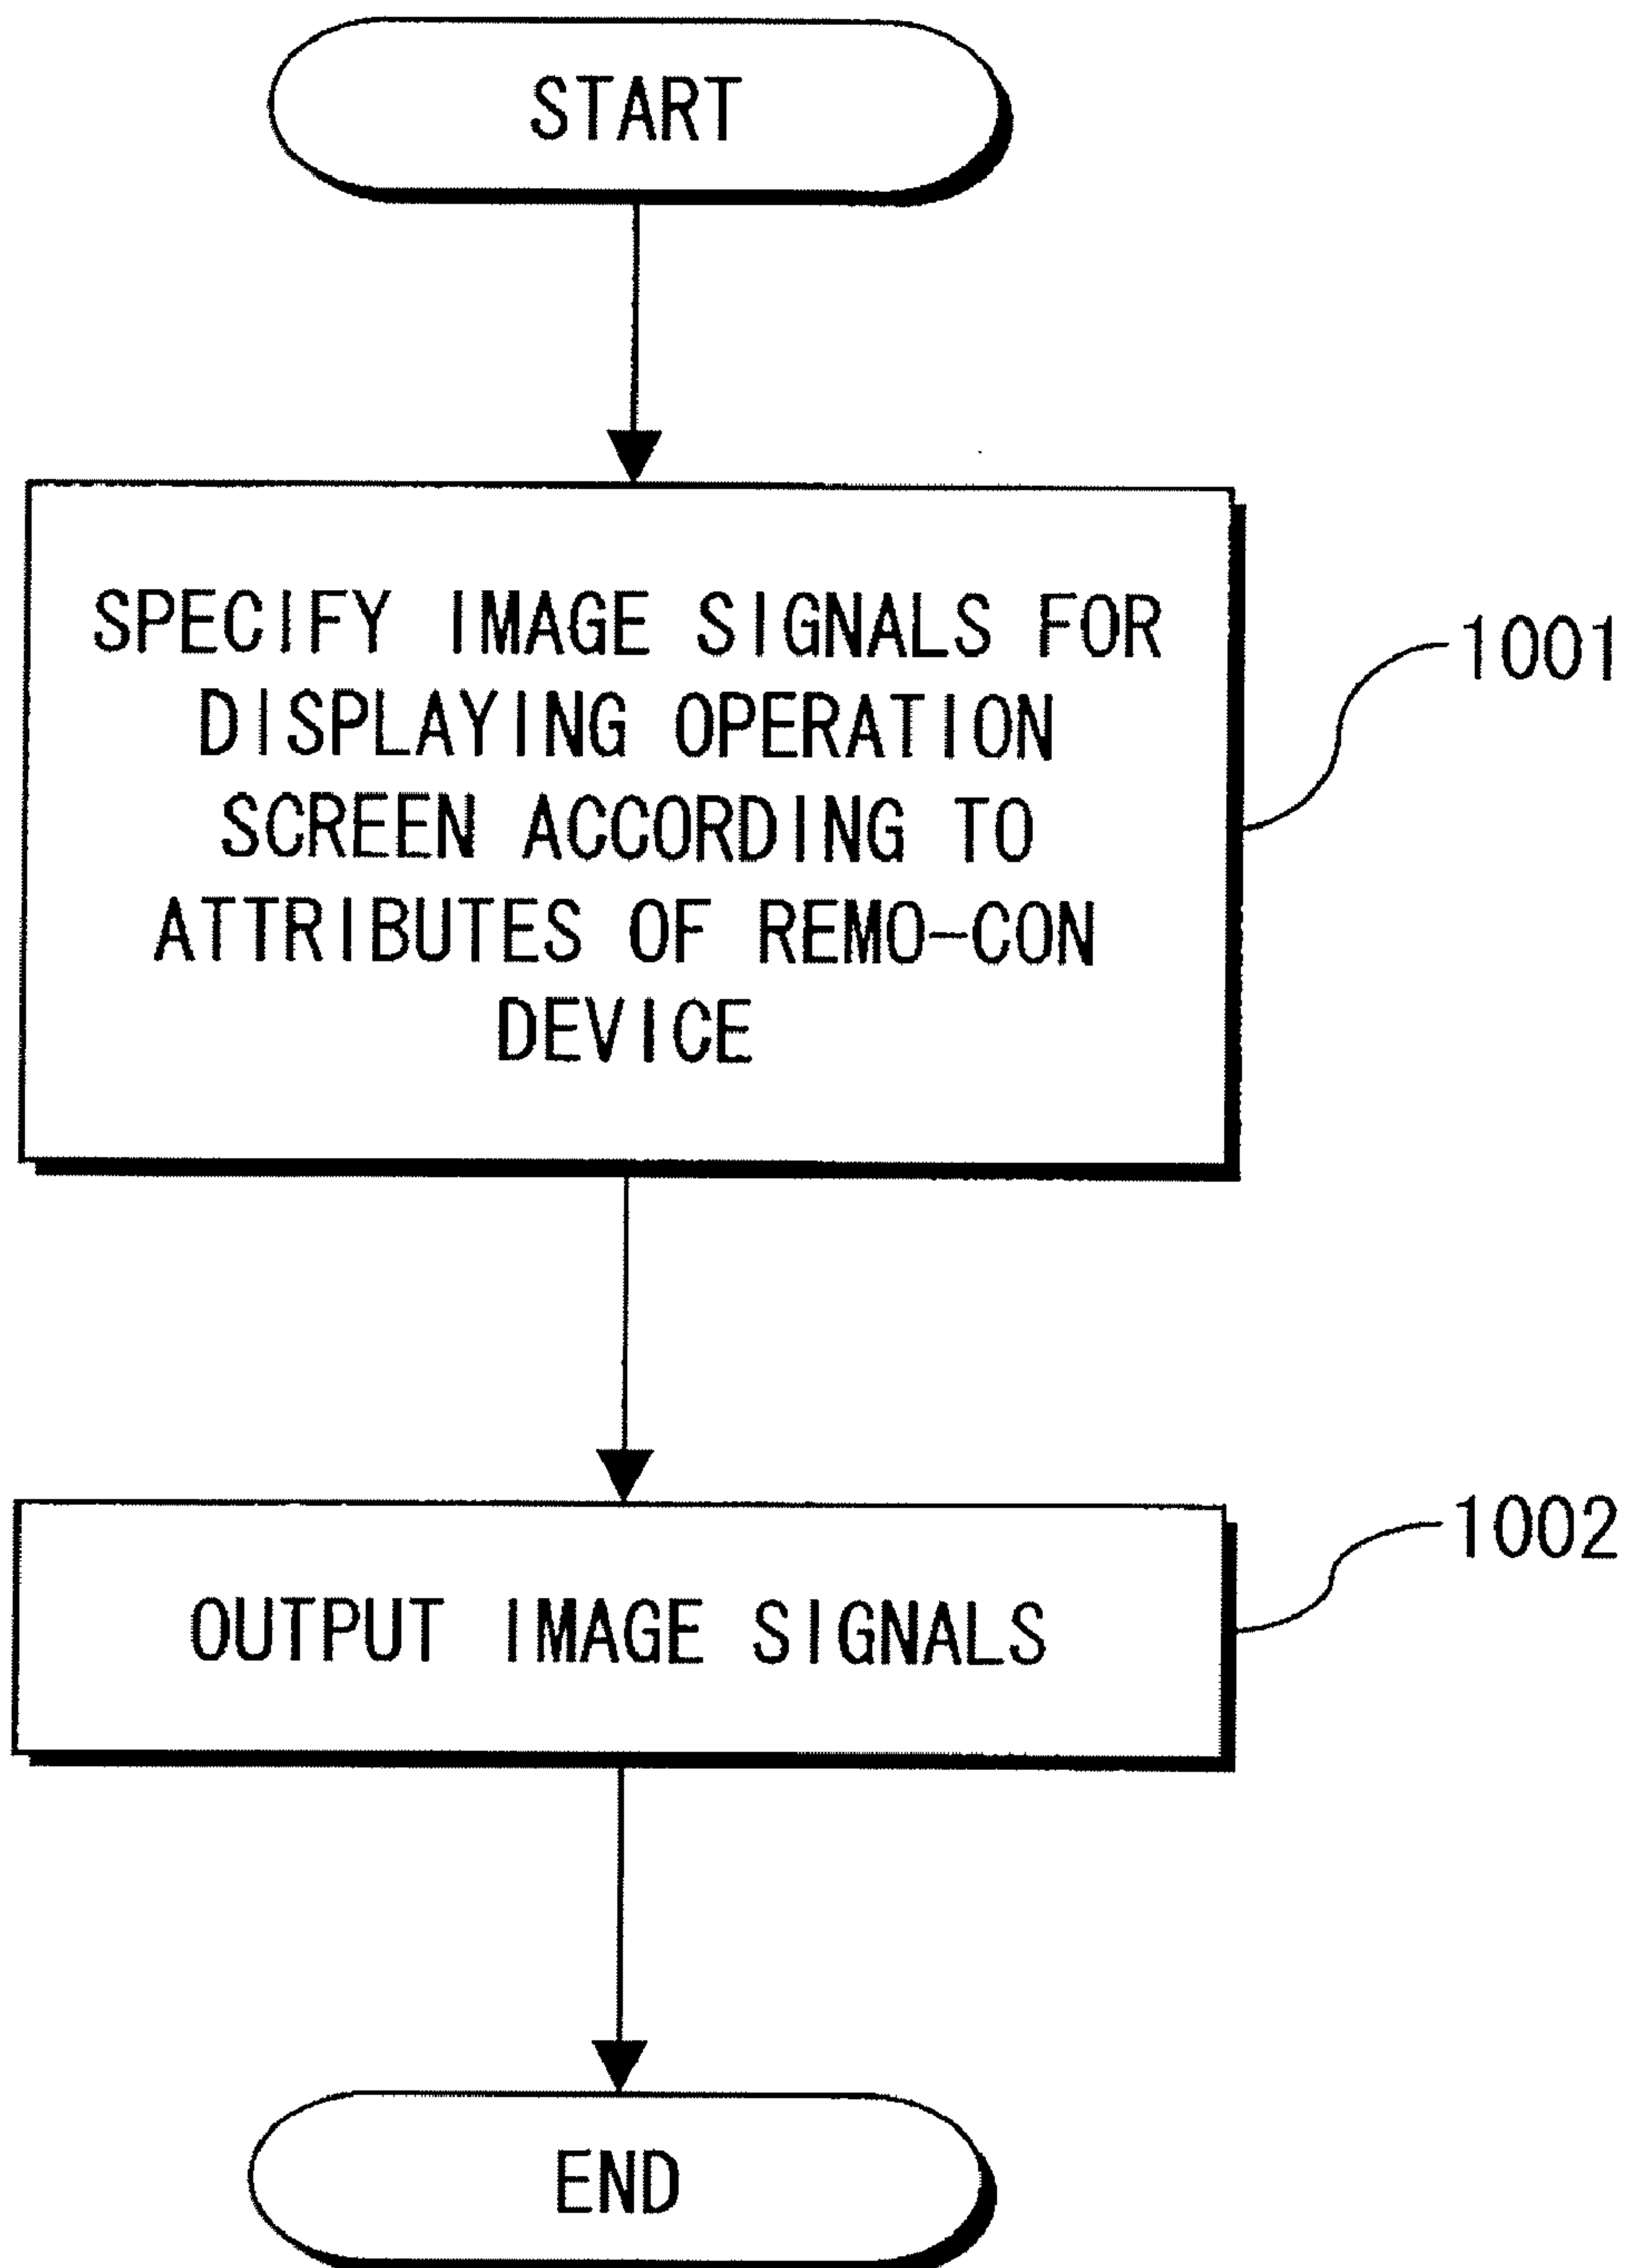 START
SPECIFY IMAGE SIGNALS FOR
DISPLAYING OPERATION
SCREEN ACCORDING TO
ATTRIBUTES OF REMO-CON
DEVICE
1001
OUTPUT IMAGE SIGNALS
1002
END